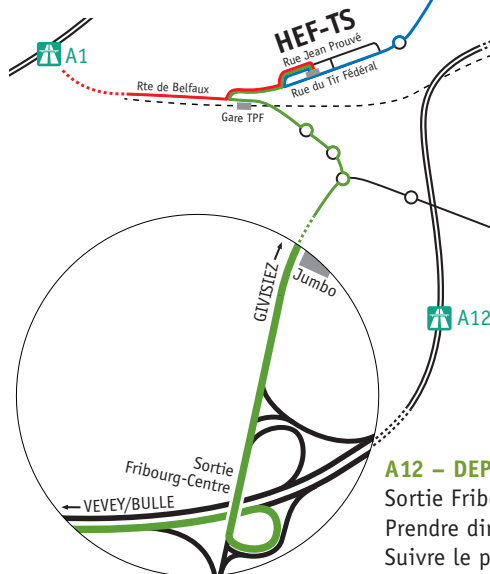 HEF-TS
A1
Rue Jean Prouvé
Rte de Belfaux
Rue du Tir Fédéral
Gare TPF
GIVISIEZ
Jumbo
A12
Sortie
Fribourg-Centre
VEVEY/BULLE
A12 – DEP
Sortie Fribo
Prendre dir
Suivre le p